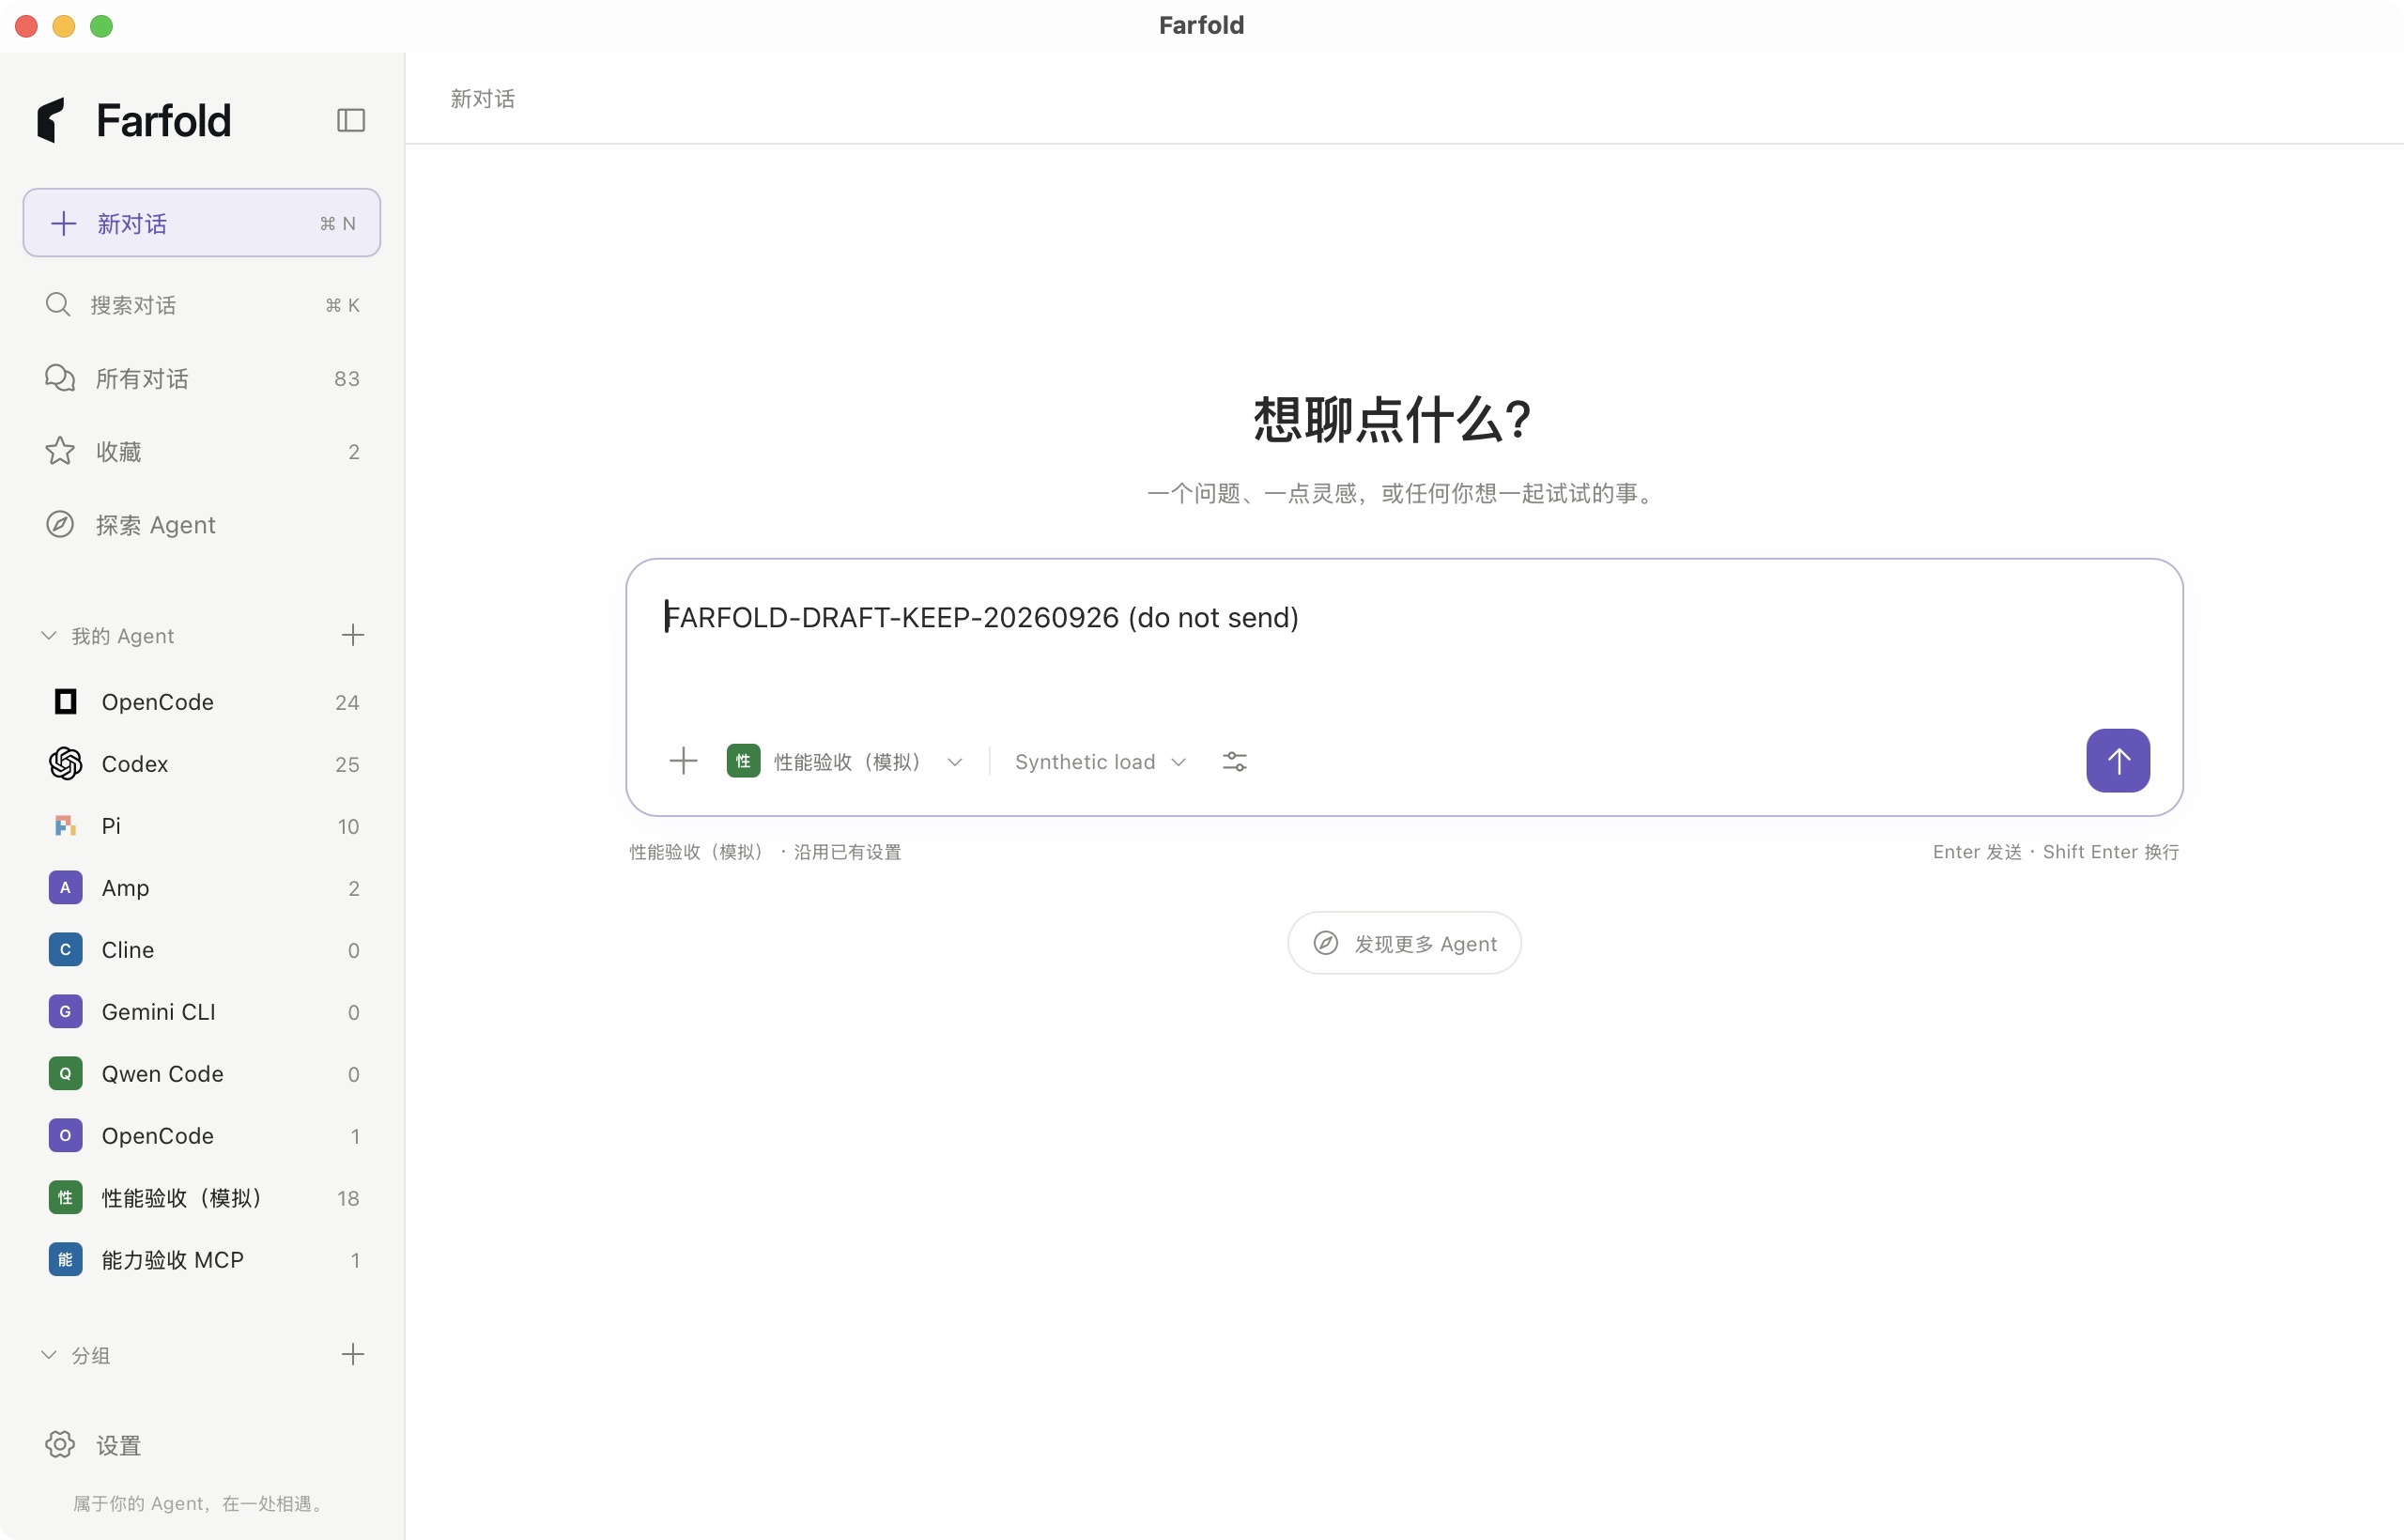 Farfold
Farfold
新对话 ⌘ N
搜索对话 ⌘ K
所有对话 83
收藏 2
探索 Agent
我的 Agent
OpenCode 24
Codex 25
Pi 10
A Amp 2
C Cline 0
G Gemini CLI 0
Q Qwen Code 0
O OpenCode 1
性 性能验收（模拟） 18
能 能力验收 MCP 1
分组
设置
属于你的 Agent，在一处相遇。
新对话
想聊点什么?
一个问题、一点灵感，或任何你想一起试试的事。
FARFOLD-DRAFT-KEEP-20260926 (do not send)
性 性能验收（模拟） Synthetic load
性能验收（模拟） · 沿用已有设置
Enter 发送 · Shift Enter 换行
发现更多 Agent